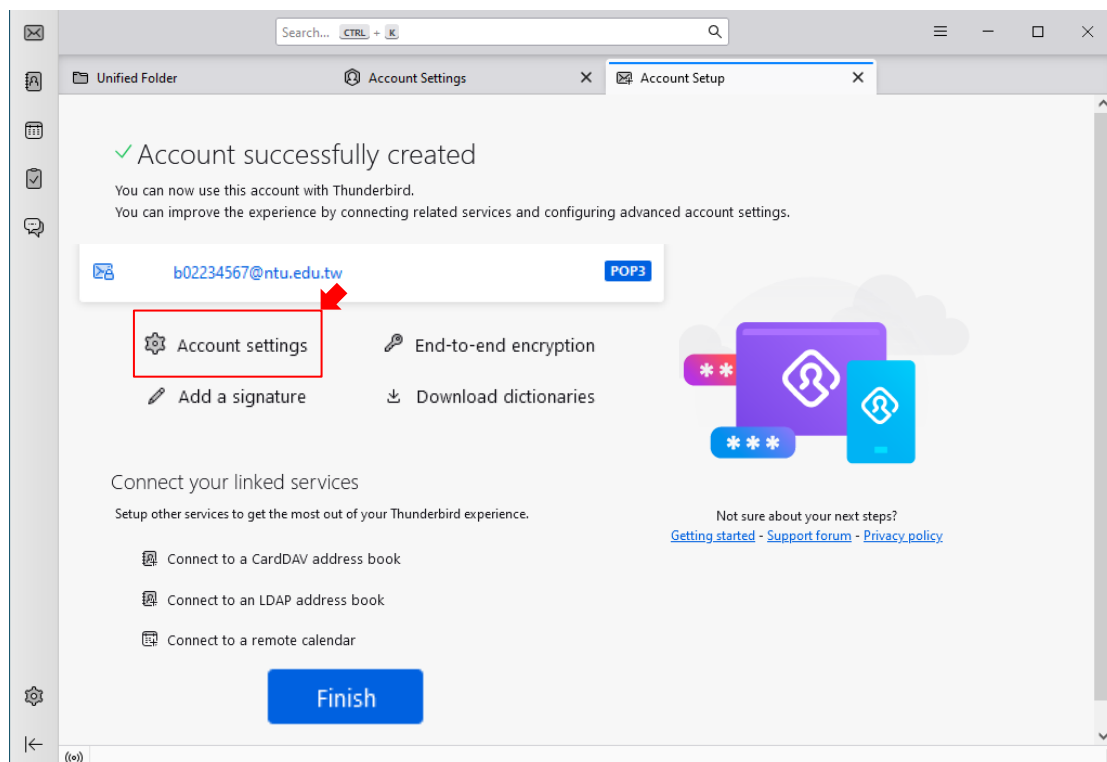 Search... CTRL + K
Unified Folder
Account Settings
Account Setup
Account successfully created
You can now use this account with Thunderbird.
You can improve the experience by connecting related services and configuring advanced account settings.
b02234567@ntu.edu.tw POP3
Account settings
End-to-end encryption
Add a signature
Download dictionaries
***
Connect your linked services
Setup other services to get the most out of your Thunderbird experience.
Connect to a CardDAV address book
Connect to an LDAP address book
Connect to a remote calendar
Finish
Not sure about your next steps?
Getting started - Support forum - Privacy policy